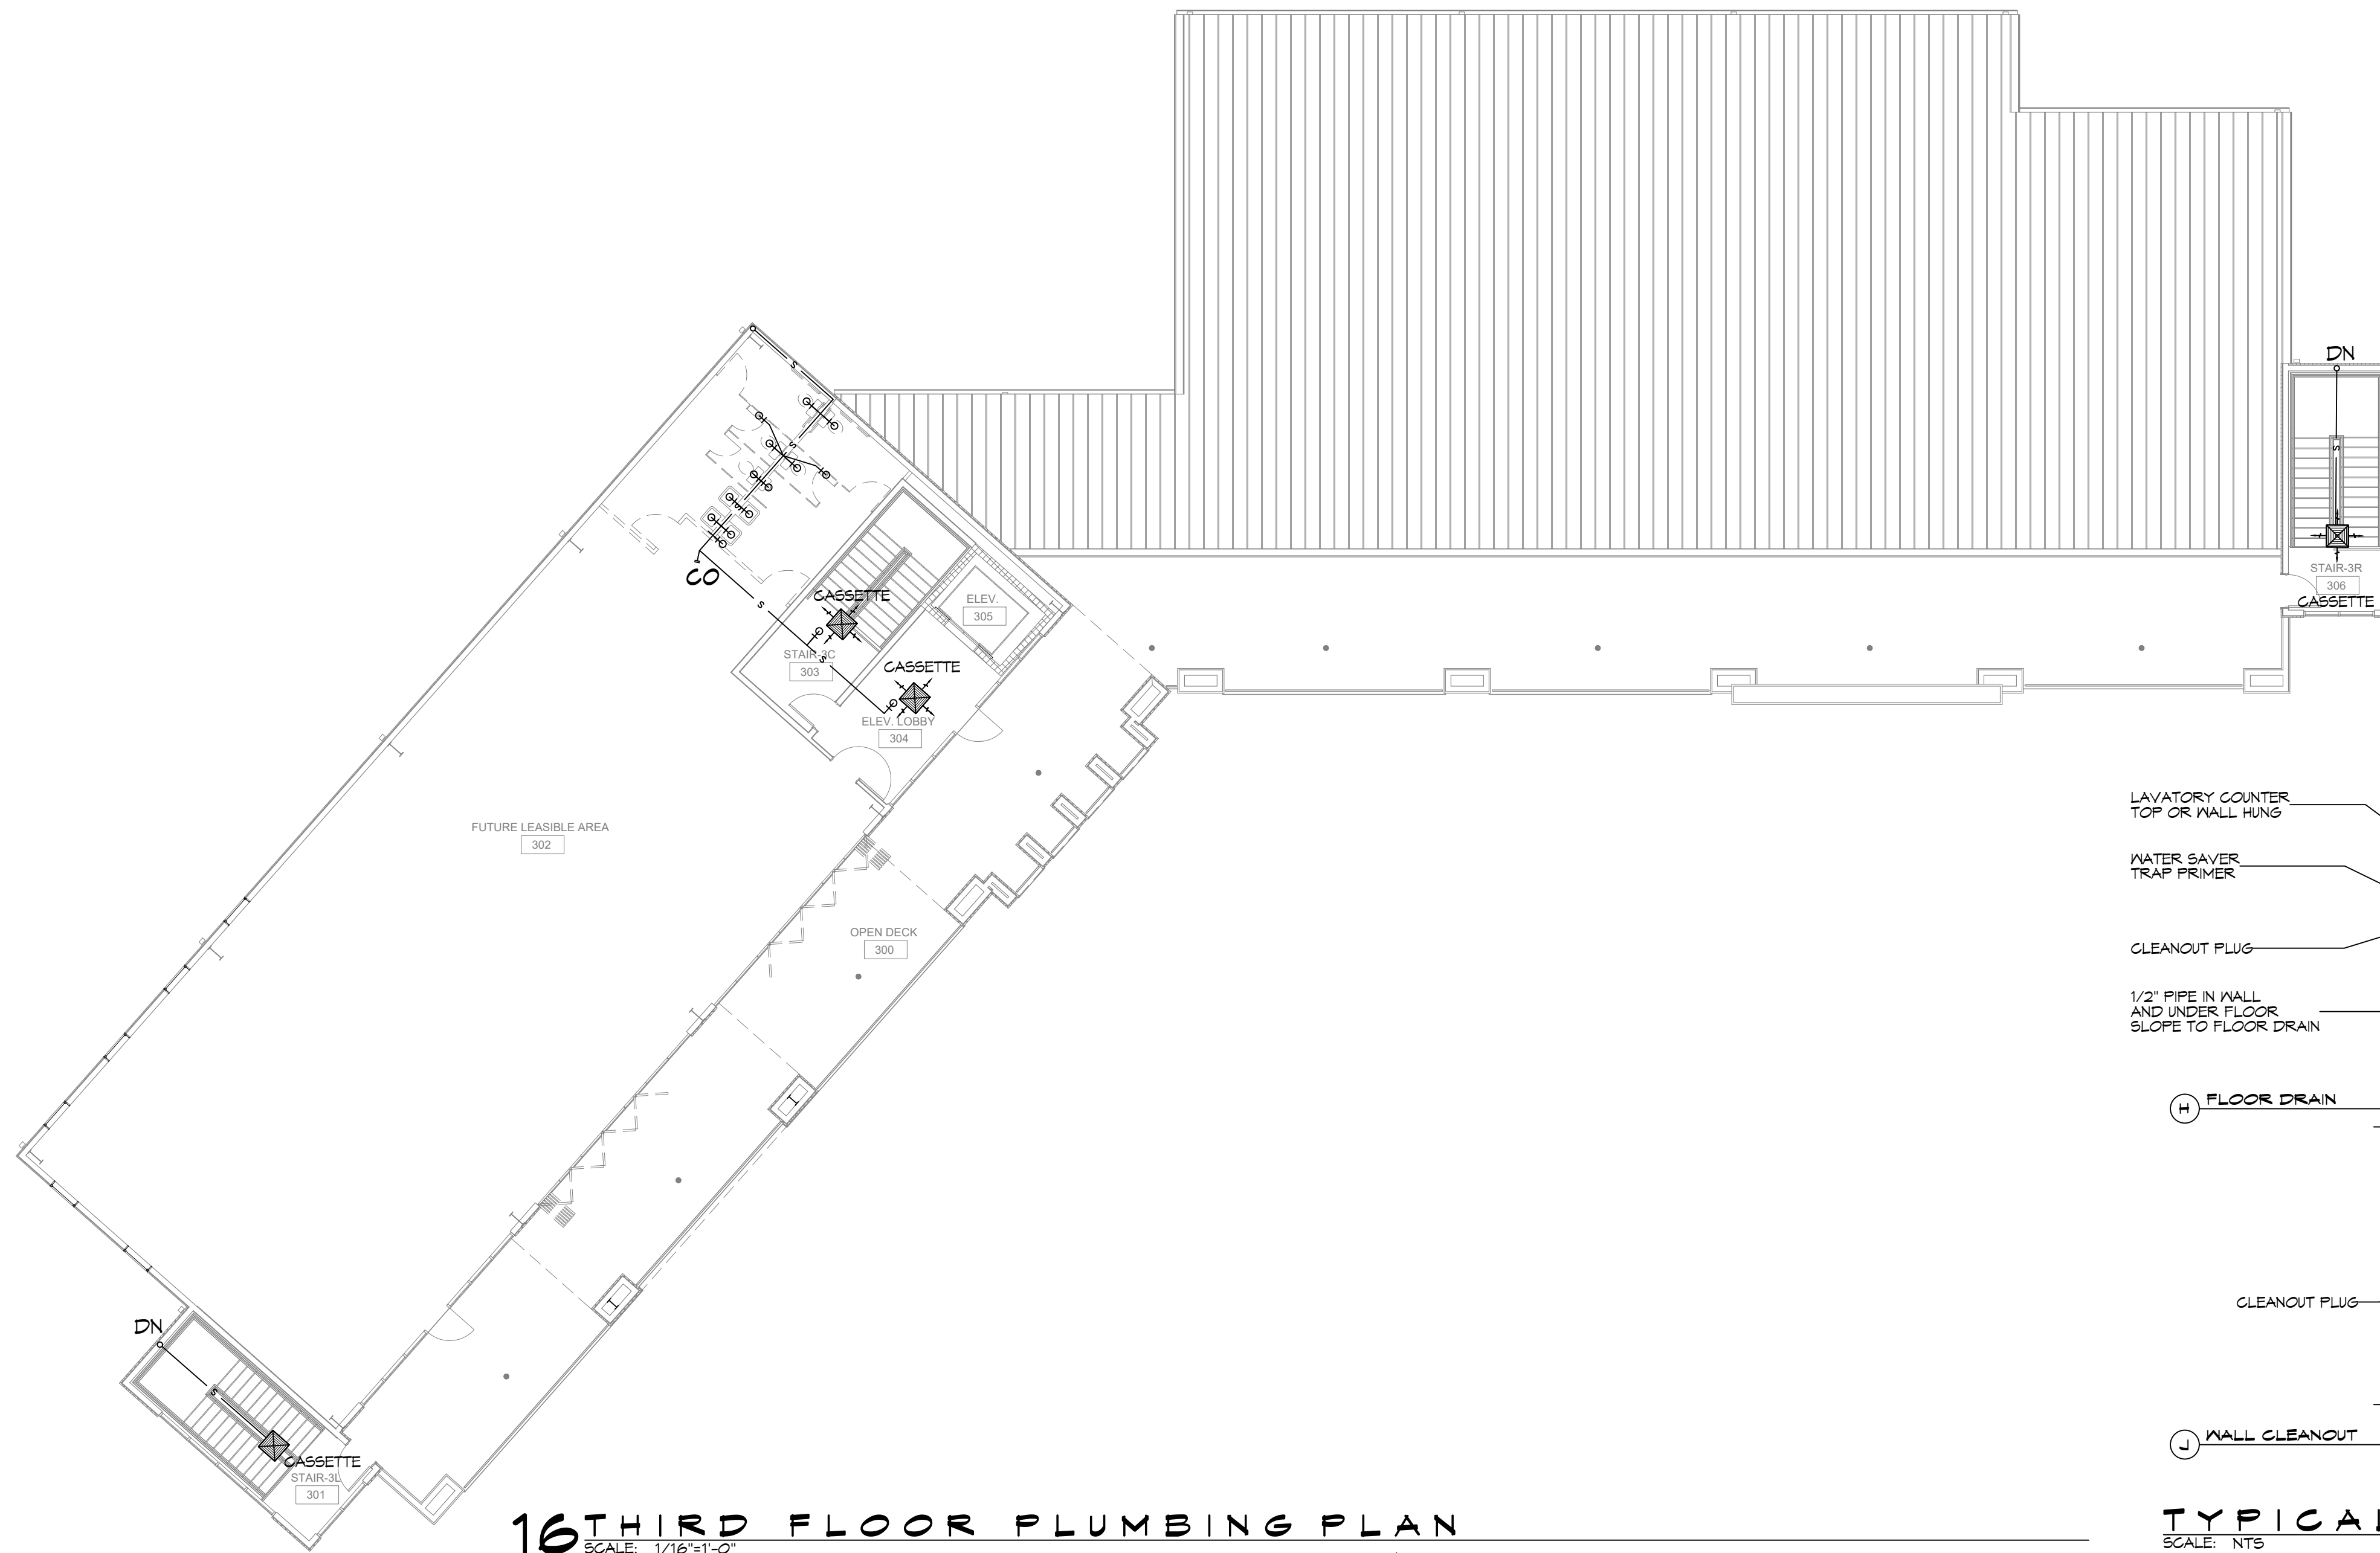 DN
S
S
S
S
CO
S
CASSETTE
STAIR-3C
303
S
CASSETTE
ELEV. LOBBY
304
ELEV.
305
STAIR-3R
306
CASSETTE
FUTURE LEASIBLE AREA
302
OPEN DECK
300
LAVATORY COUNTER
TOP OR WALL HUNG
WATER SAVER
TRAP PRIMER
CLEANOUT PLUG
1/2" PIPE IN WALL
AND UNDER FLOOR
SLOPE TO FLOOR DRAIN
H FLOOR DRAIN
CLEANOUT PLUG
DN
S
CASSETTE
STAIR-3L
301
J WALL CLEANOUT
16 THIRD FLOOR PLUMBING PLAN
SCALE: 1/16"=1'-0"
TYPICAL
SCALE: NTS